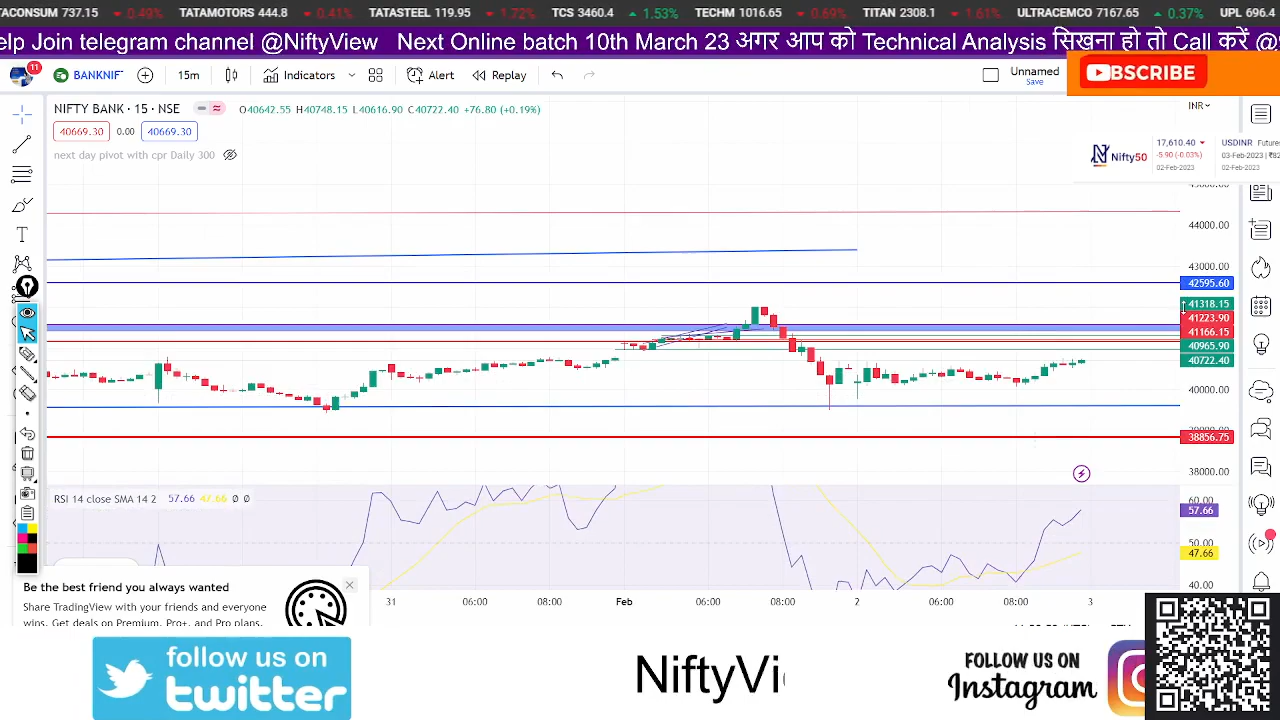 TACONSUM 737.15 0.49% TATAMOTORS 444.8 0.41% TATASTEEL 119.95 1.72% TCS 3460.4 1.53% TECHM 1016.65 0.69% TITAN 2308.1 1.61% ULTRACEMCO 7167.65 0.37% UPL 696.4
elp Join telegram channel @NiftyView Next Online batch 10th March 23 अगर आप को Technical Analysis सिखना हो तो Call करें @
11 BANKNIF 15m Indicators Alert Replay Unnamed
Save
BSCRIBE
NIFTY BANK · 15 · NSE O40642.55 H40748.15 L40616.90 C40722.40 +76.80 (+0.19%)
INR
40669.30 0.00 40669.30
next day pivot with cpr Daily 300
Nifty50
17,610.40
-5.90 (-0.03%)
02-Feb-2023
USDINR Future
03-Feb-2023 | ₹82
02-Feb-2023
44000.00
43000.00
42595.60
41318.15
41223.90
41166.15
40965.90
40722.40
40000.00
38856.75
38000.00
RSI 14 close SMA 14 2 57.66 47.66 Ø Ø
60.00
57.66
50.00
47.66
40.00
31 06:00 08:00 Feb 06:00 08:00 2 06:00 08:00 3
Be the best friend you always wanted
Share TradingView with your friends and everyone
wins. Get deals on Premium, Pro+, and Pro plans.
follow us on
twitter
NiftyVi
FOLLOW US ON
Instagram